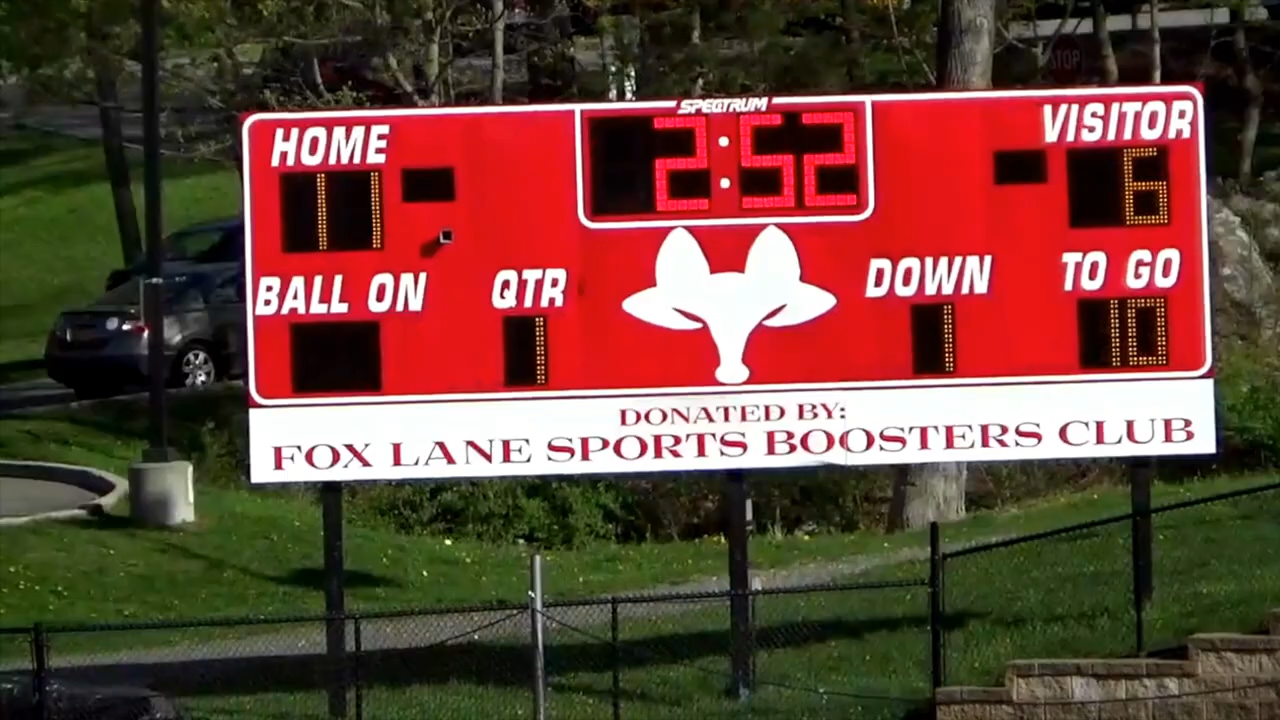 SPECTRUM
HOME 2:52 VISITOR
11 6
BALL ON QTR DOWN TO GO
1 1 10
DONATED BY:
FOX LANE SPORTS BOOSTERS CLUB
STOP